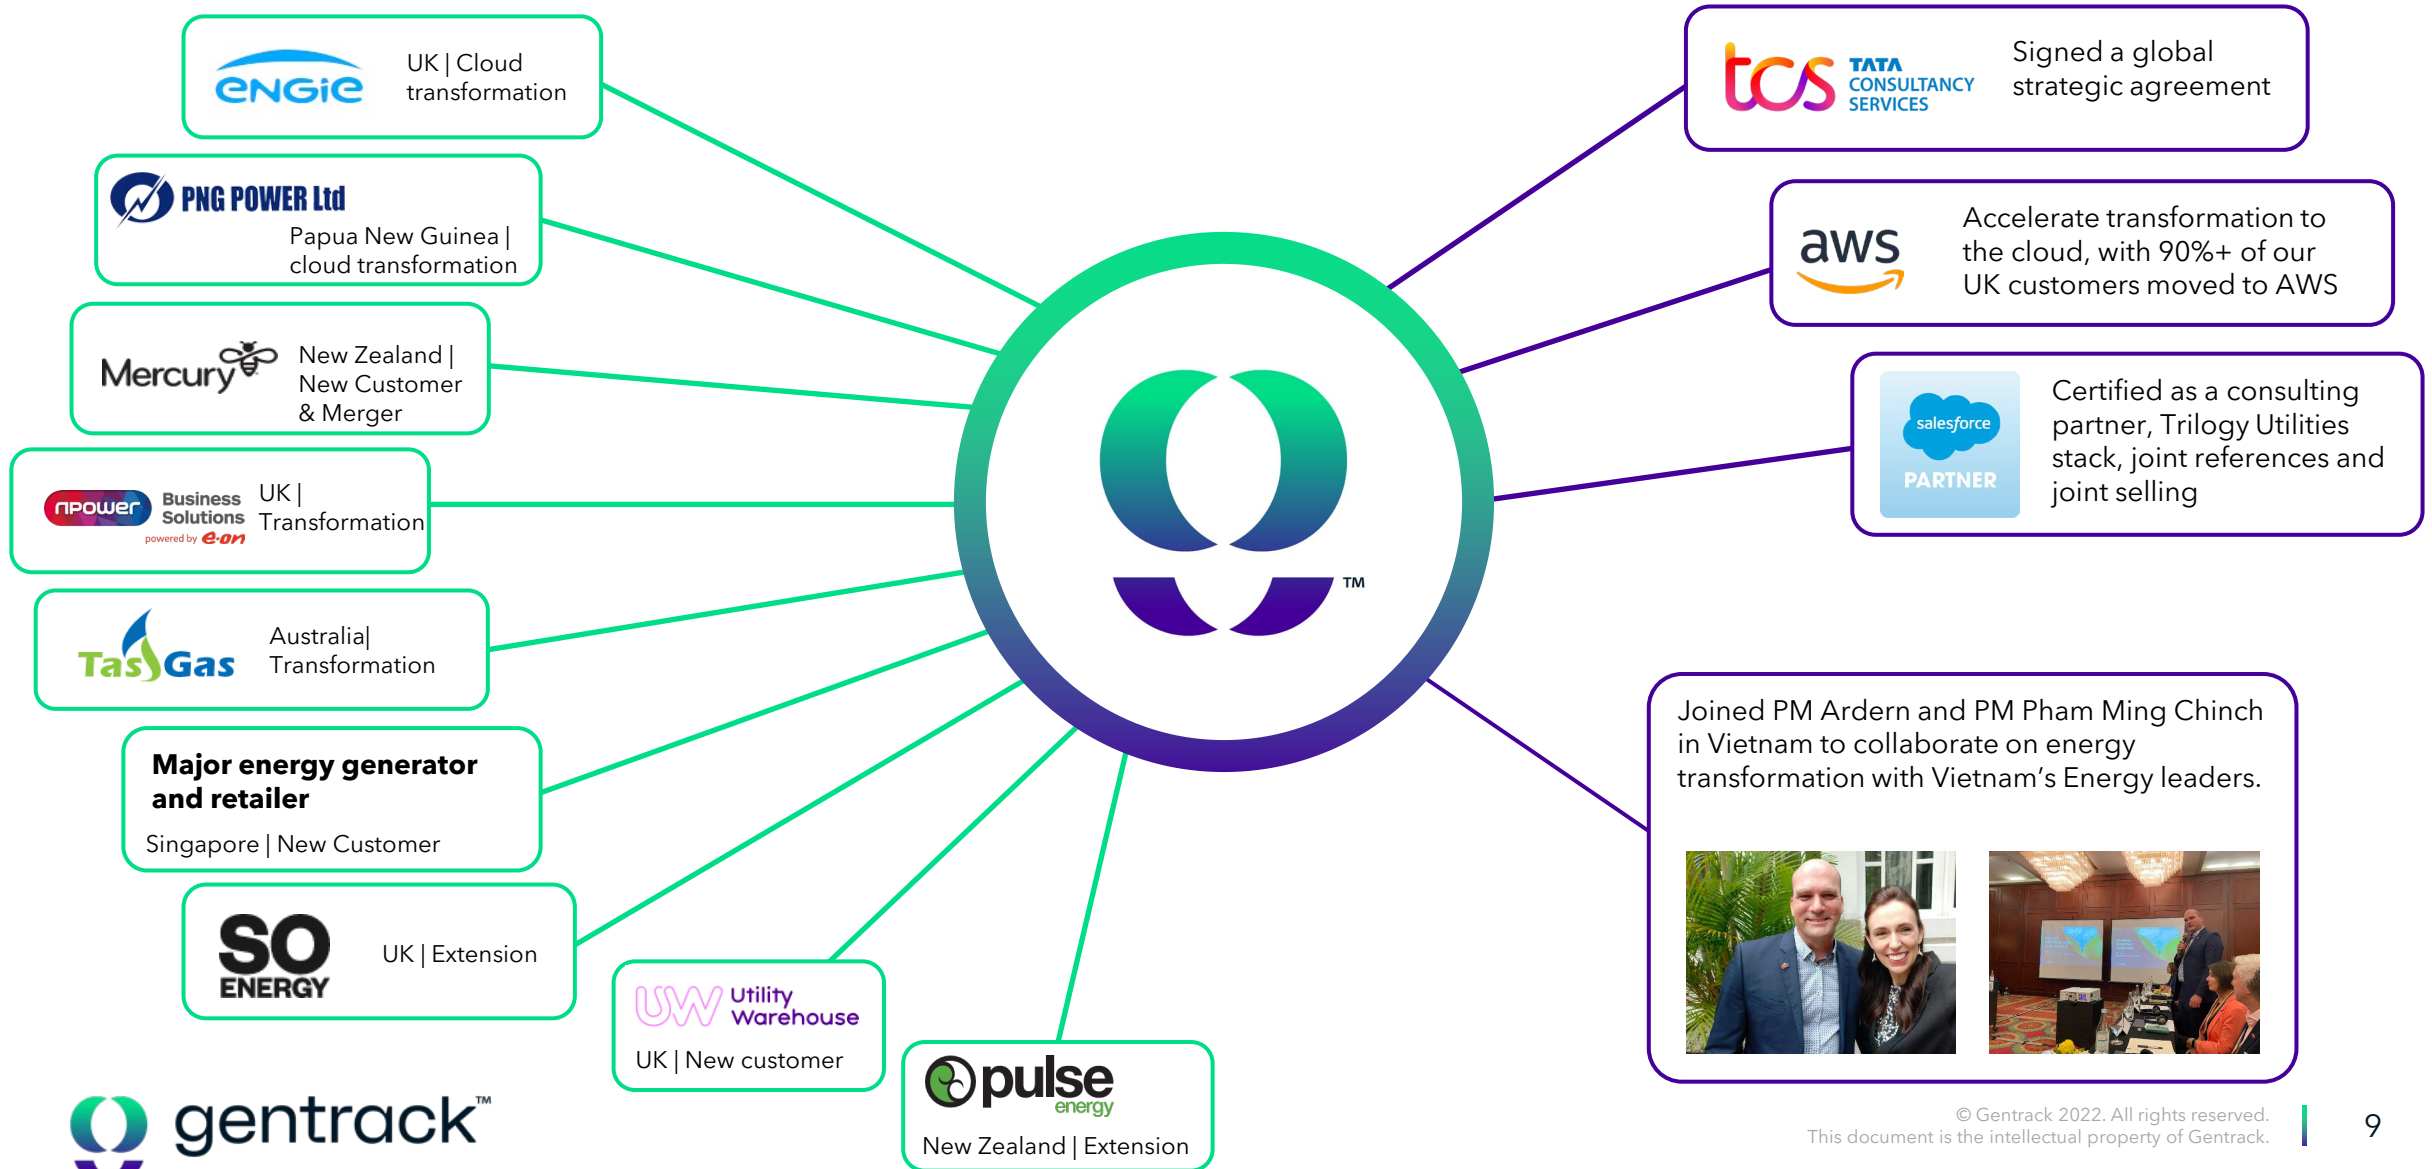 ENGIE
UK | Cloud
transformation
PNG POWER Ltd
Papua New Guinea |
cloud transformation
Mercury
New Zealand |
New Customer
& Merger
npower
Business
Solutions
powered by e·on
UK |
Transformation
Tas Gas
Australia|
Transformation
Major energy generator
and retailer
Singapore | New Customer
SO
ENERGY
UK | Extension
UW
Utility
Warehouse
UK | New customer
pulse
energy
New Zealand | Extension
TM
tcs
TATA
CONSULTANCY
SERVICES
Signed a global
strategic agreement
aws
Accelerate transformation to
the cloud, with 90%+ of our
UK customers moved to AWS
salesforce
PARTNER
Certified as a consulting
partner, Trilogy Utilities
stack, joint references and
joint selling
Joined PM Ardern and PM Pham Ming Chinch
in Vietnam to collaborate on energy
transformation with Vietnam’s Energy leaders.
gentrack™
© Gentrack 2022. All rights reserved.
This document is the intellectual property of Gentrack.
9